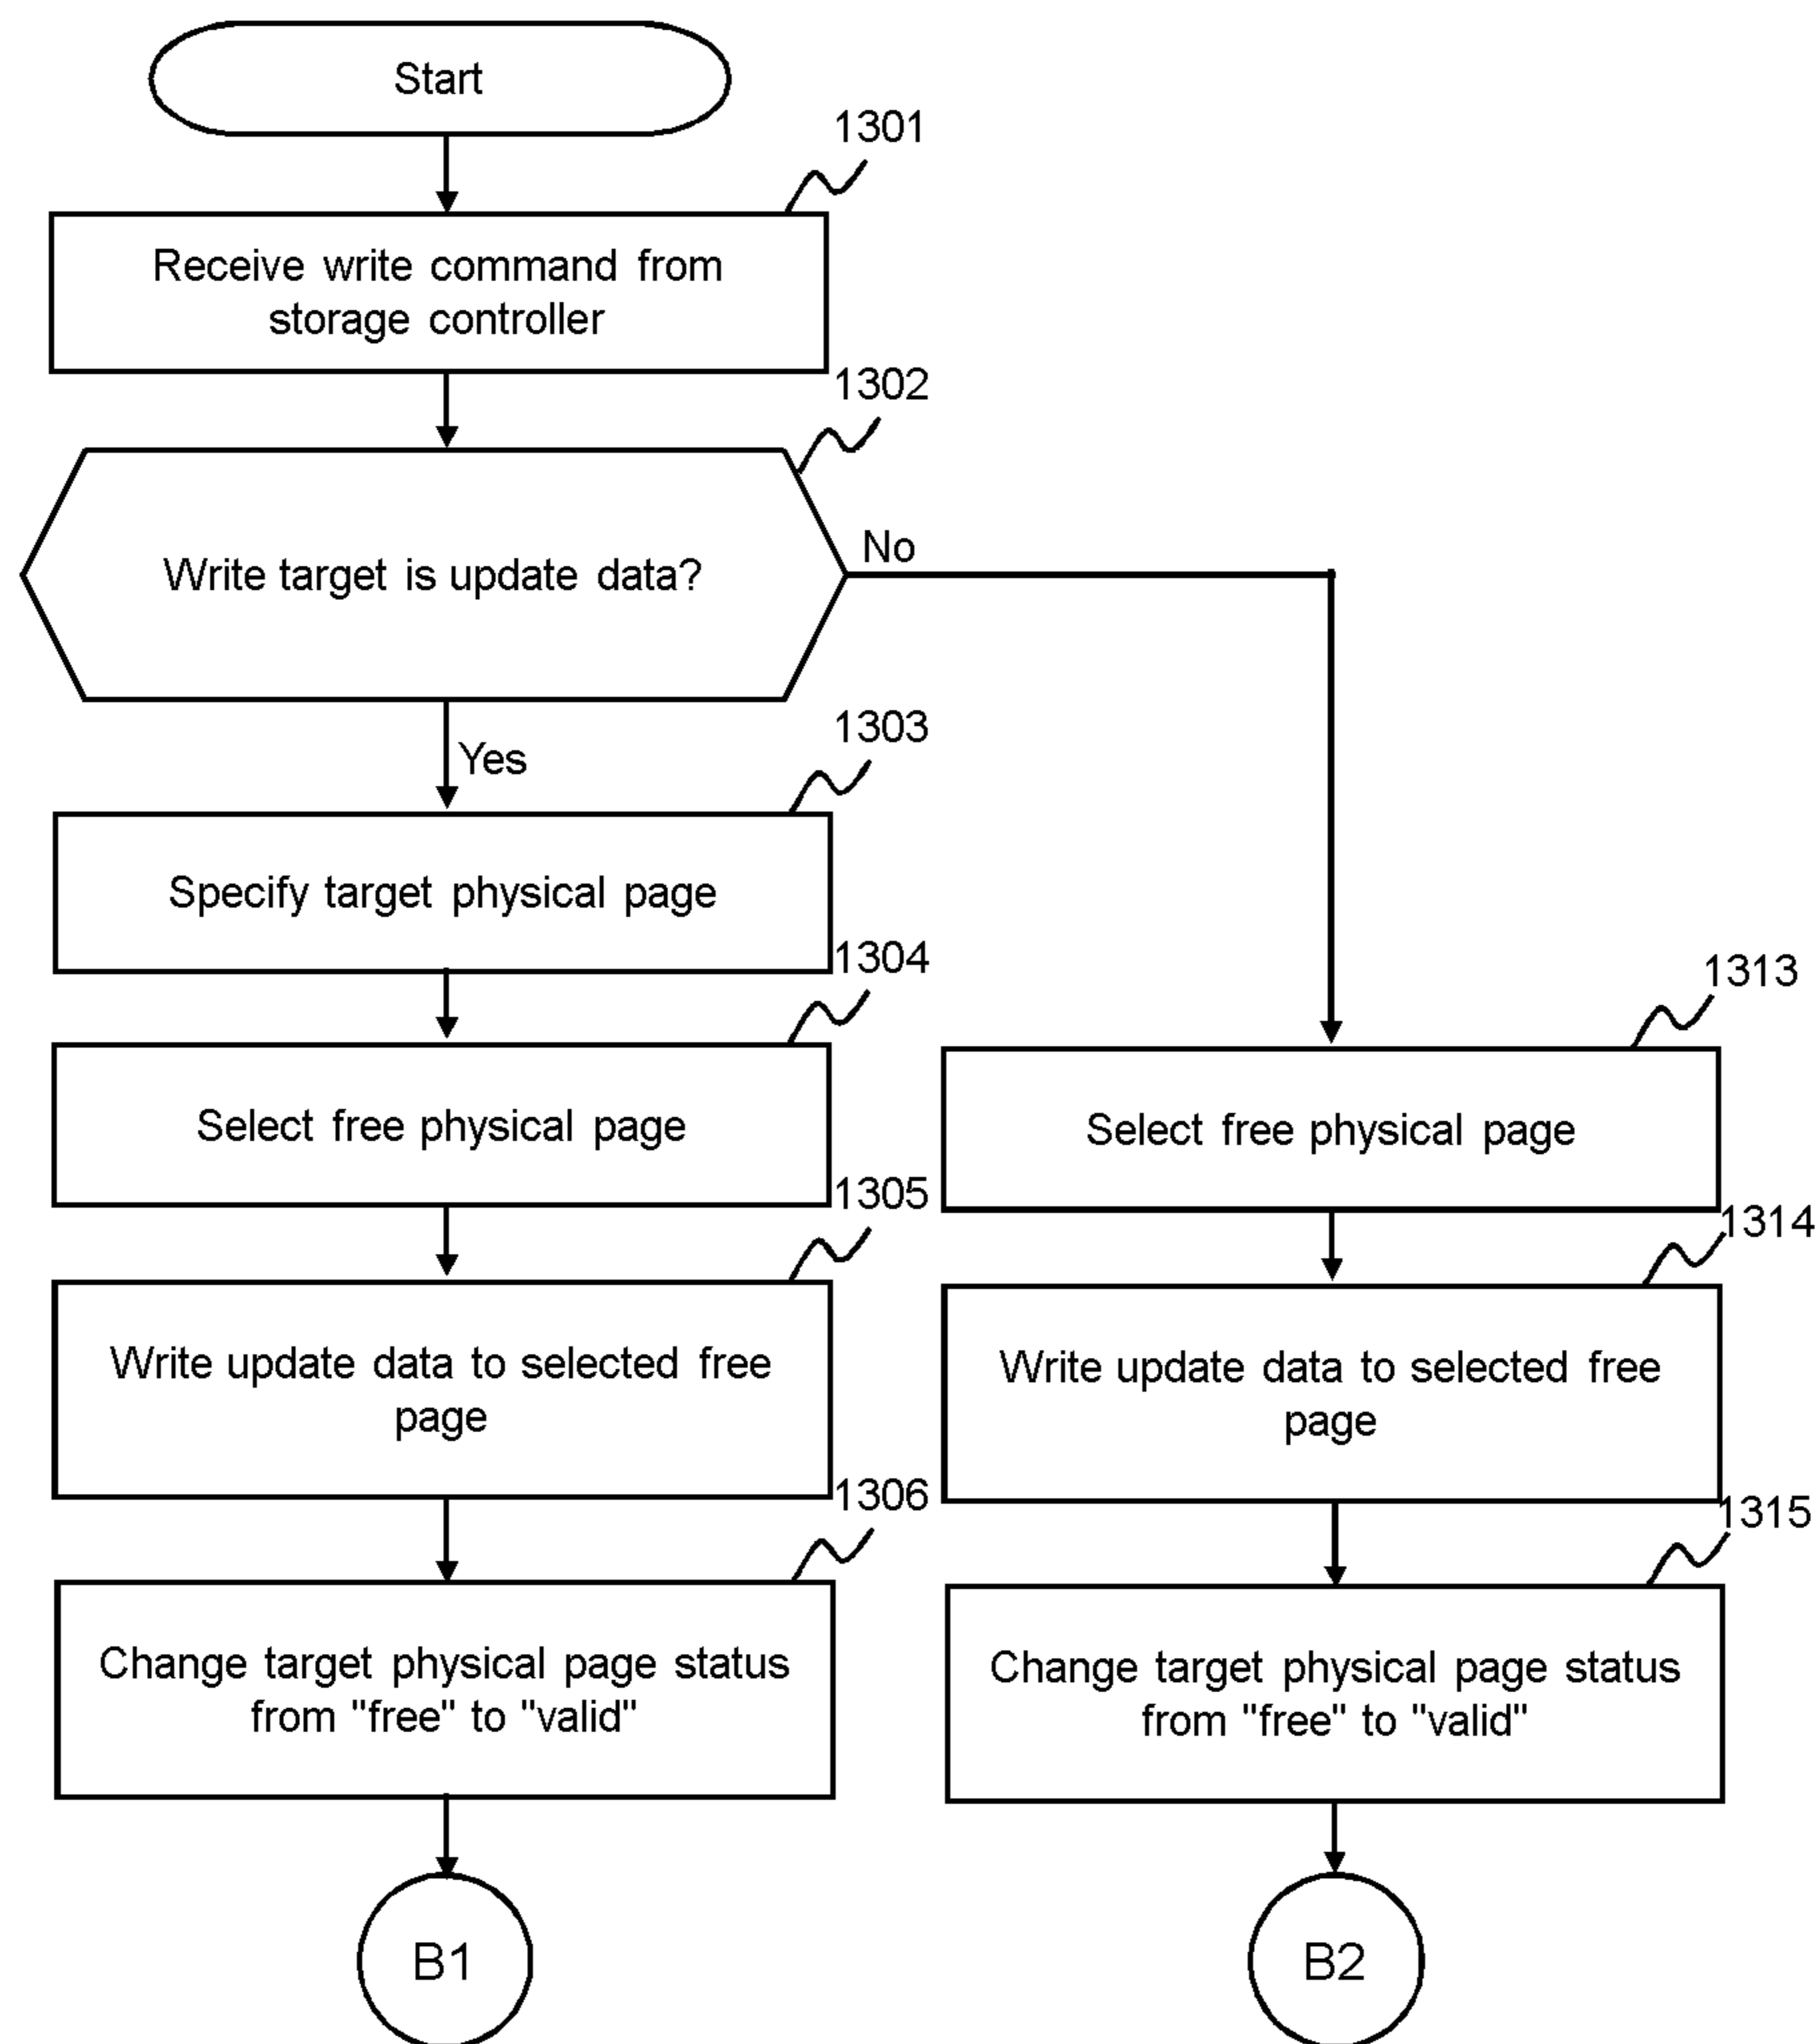 Start
1301
Receive write command from
storage controller
1302
Write target is update data?
No
Yes
1303
Specify target physical page
1304
Select free physical page
1305
Write update data to selected free
page
1306
Change target physical page status
from "free" to "valid"
B1
1313
Select free physical page
1314
Write update data to selected free
page
1315
Change target physical page status
from "free" to "valid"
B2